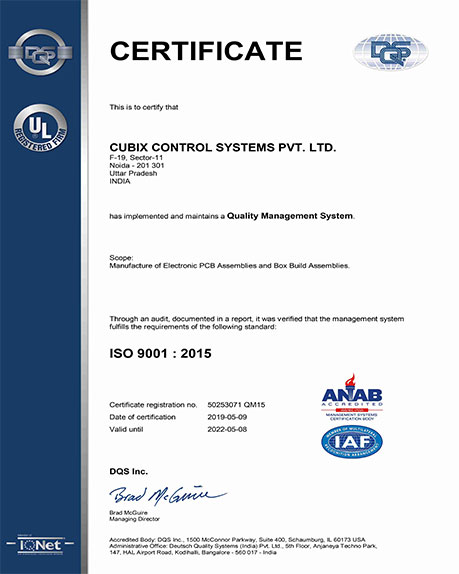 DQS
CERTIFICATE
DQS
This is to certify that
UL
REGISTERED FIRM
CUBIX CONTROL SYSTEMS PVT. LTD.
F-19, Sector-11
Noida - 201 301
Uttar Pradesh
INDIA
has implemented and maintains a Quality Management System.
Scope:
Manufacture of Electronic PCB Assemblies and Box Build Assemblies.
Through an audit, documented in a report, it was verified that the management system
fulfills the requirements of the following standard:
ISO 9001 : 2015
Certificate registration no. 50253071 QM15
Date of certification 2019-05-09
Valid until 2022-05-08
ANAB
ACCREDITED
MANAGEMENT SYSTEMS
CERTIFICATION BODY
MEMBER OF MULTILATERAL
RECOGNITION ARRANGEMENT
IAF
DQS Inc.
Brad McGuire
Brad McGuire
Managing Director
Accredited Body: DQS Inc., 1500 McConnor Parkway, Suite 400, Schaumburg, IL 60173 USA
Administrative Office: Deutsch Quality Systems (India) Pvt. Ltd., 5th Floor, Anjaneya Techno Park,
147, HAL Airport Road, Kodihalli, Bangalore - 560 017 - India
IQNet